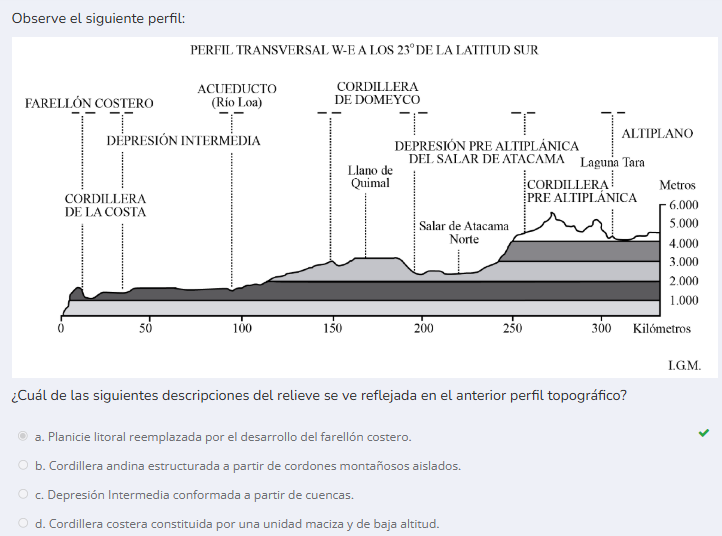 Observe el siguiente perfil:
PERFIL TRANSVERSAL W-E A LOS 23° DE LA LATITUD SUR
FARELLÓN COSTERO
ACUEDUCTO
(Río Loa)
CORDILLERA
DE DOMEYCO
DEPRESIÓN INTERMEDIA
DEPRESIÓN PRE ALTIPLÁNICA
DEL SALAR DE ATACAMA
ALTIPLANO
Laguna Tara
Llano de
Quimal
CORDILLERA
PRE ALTIPLÁNICA
Metros
CORDILLERA
DE LA COSTA
Salar de Atacama
Norte
6.000
5.000
4.000
3.000
2.000
1.000
0 50 100 150 200 250 300 Kilómetros
I.G.M.
¿Cuál de las siguientes descripciones del relieve se ve reflejada en el anterior perfil topográfico?
a. Planicie litoral reemplazada por el desarrollo del farellón costero.
b. Cordillera andina estructurada a partir de cordones montañosos aislados.
c. Depresión Intermedia conformada a partir de cuencas.
d. Cordillera costera constituida por una unidad maciza y de baja altitud.